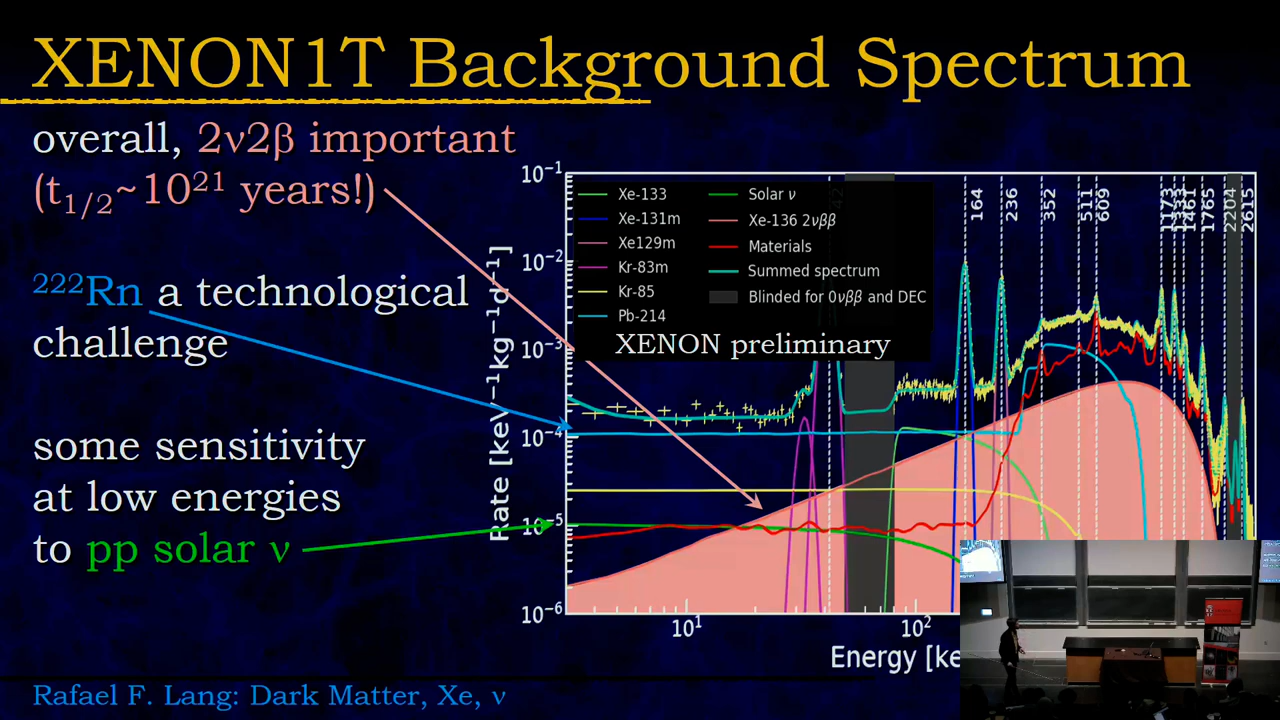 XENON1T Background Spectrum
overall, 2ν2β important
(t1/2~10²¹ years!)
²²²Rn a technological
challenge
some sensitivity
at low energies
to pp solar ν
Rate [keV⁻¹kg⁻¹d⁻¹]
10⁻¹
10⁻²
10⁻³
10⁻⁴
10⁻⁵
10⁻⁶
Xe-133
Xe-131m
Xe129m
Kr-83m
Kr-85
Pb-214
Solar ν
Xe-136 2νββ
Materials
Summed spectrum
Blinded for 0νββ and DEC
XENON preliminary
164
236
352
511
609
1173
1333
1461
1765
2204
2615
10¹
10²
Energy [ke
Rafael F. Lang: Dark Matter, Xe, ν